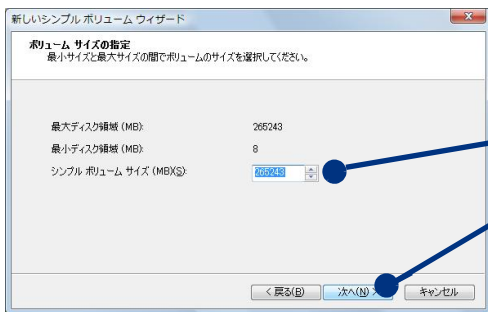 新しいシンプル ボリューム ウィザード
ボリューム サイズの指定
最小サイズと最大サイズの間でボリュームのサイズを選択してください。
最大ディスク領域 (MB): 265243
最小ディスク領域 (MB): 8
シンプル ボリューム サイズ (MB)(S): 265243
< 戻る(B) 次へ(N) > キャンセル